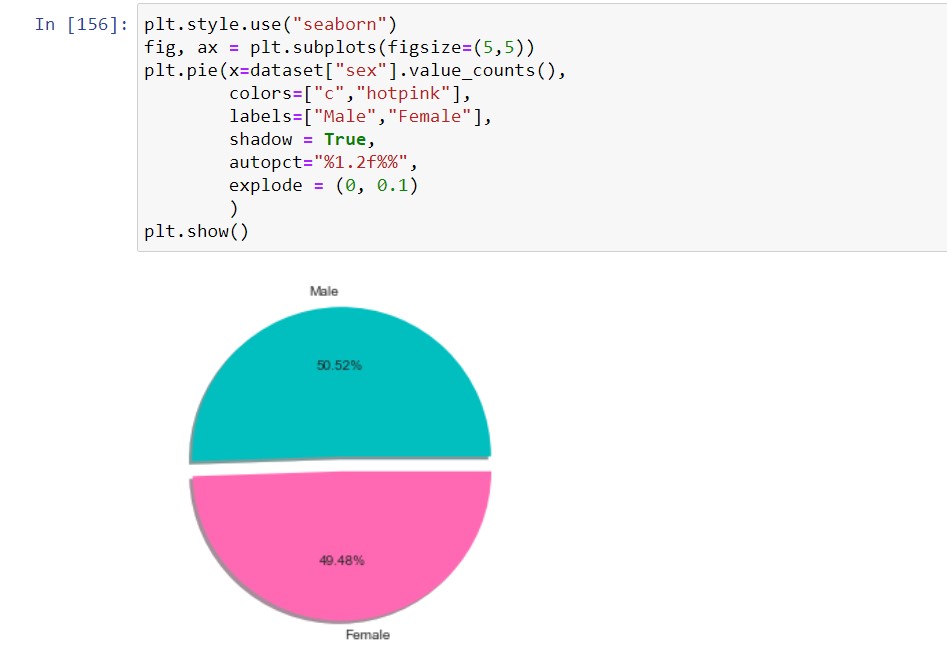 In [156]: plt.style.use("seaborn")
fig, ax = plt.subplots(figsize=(5,5))
plt.pie(x=dataset["sex"].value_counts(),
        colors=["c","hotpink"],
        labels=["Male","Female"],
        shadow = True,
        autopct="%1.2f%%",
        explode = (0, 0.1)
        )
plt.show()
Male
50.52%
49.48%
Female